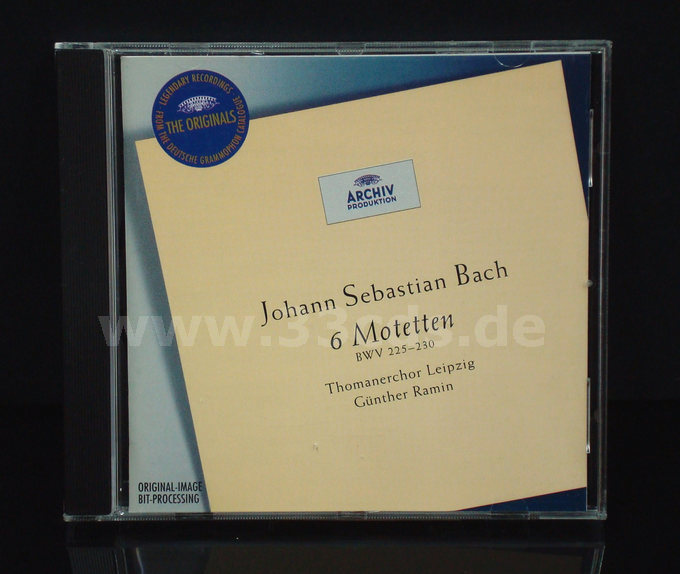 LEGENDARY RECORDINGS
THE ORIGINALS
FROM THE DEUTSCHE GRAMMOPHON CATALOGUE
ARCHIV
PRODUKTION
Johann Sebastian Bach
6 Motetten
www.33cds.de
BWV 225–230
Thomanerchor Leipzig
Günther Ramin
ORIGINAL-IMAGE
BIT-PROCESSING